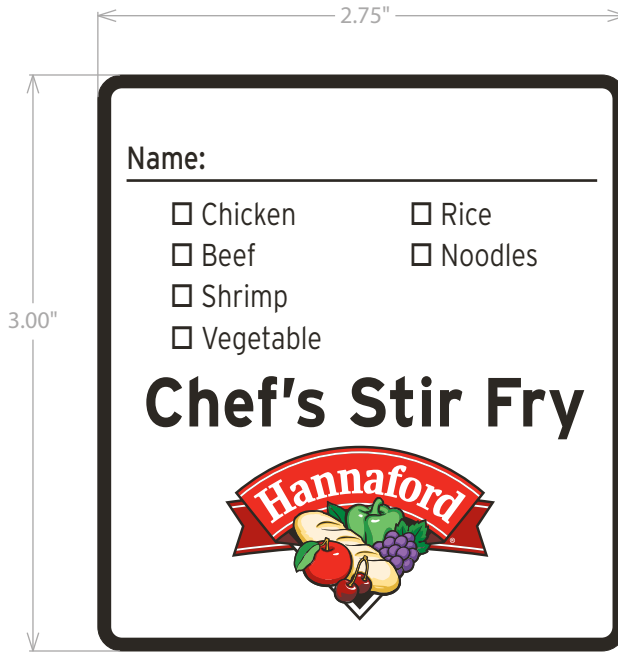 2.75"
Name:
☐ Chicken ☐ Rice
☐ Beef ☐ Noodles
☐ Shrimp
3.00"
☐ Vegetable
Chef's Stir Fry
Hannaford®